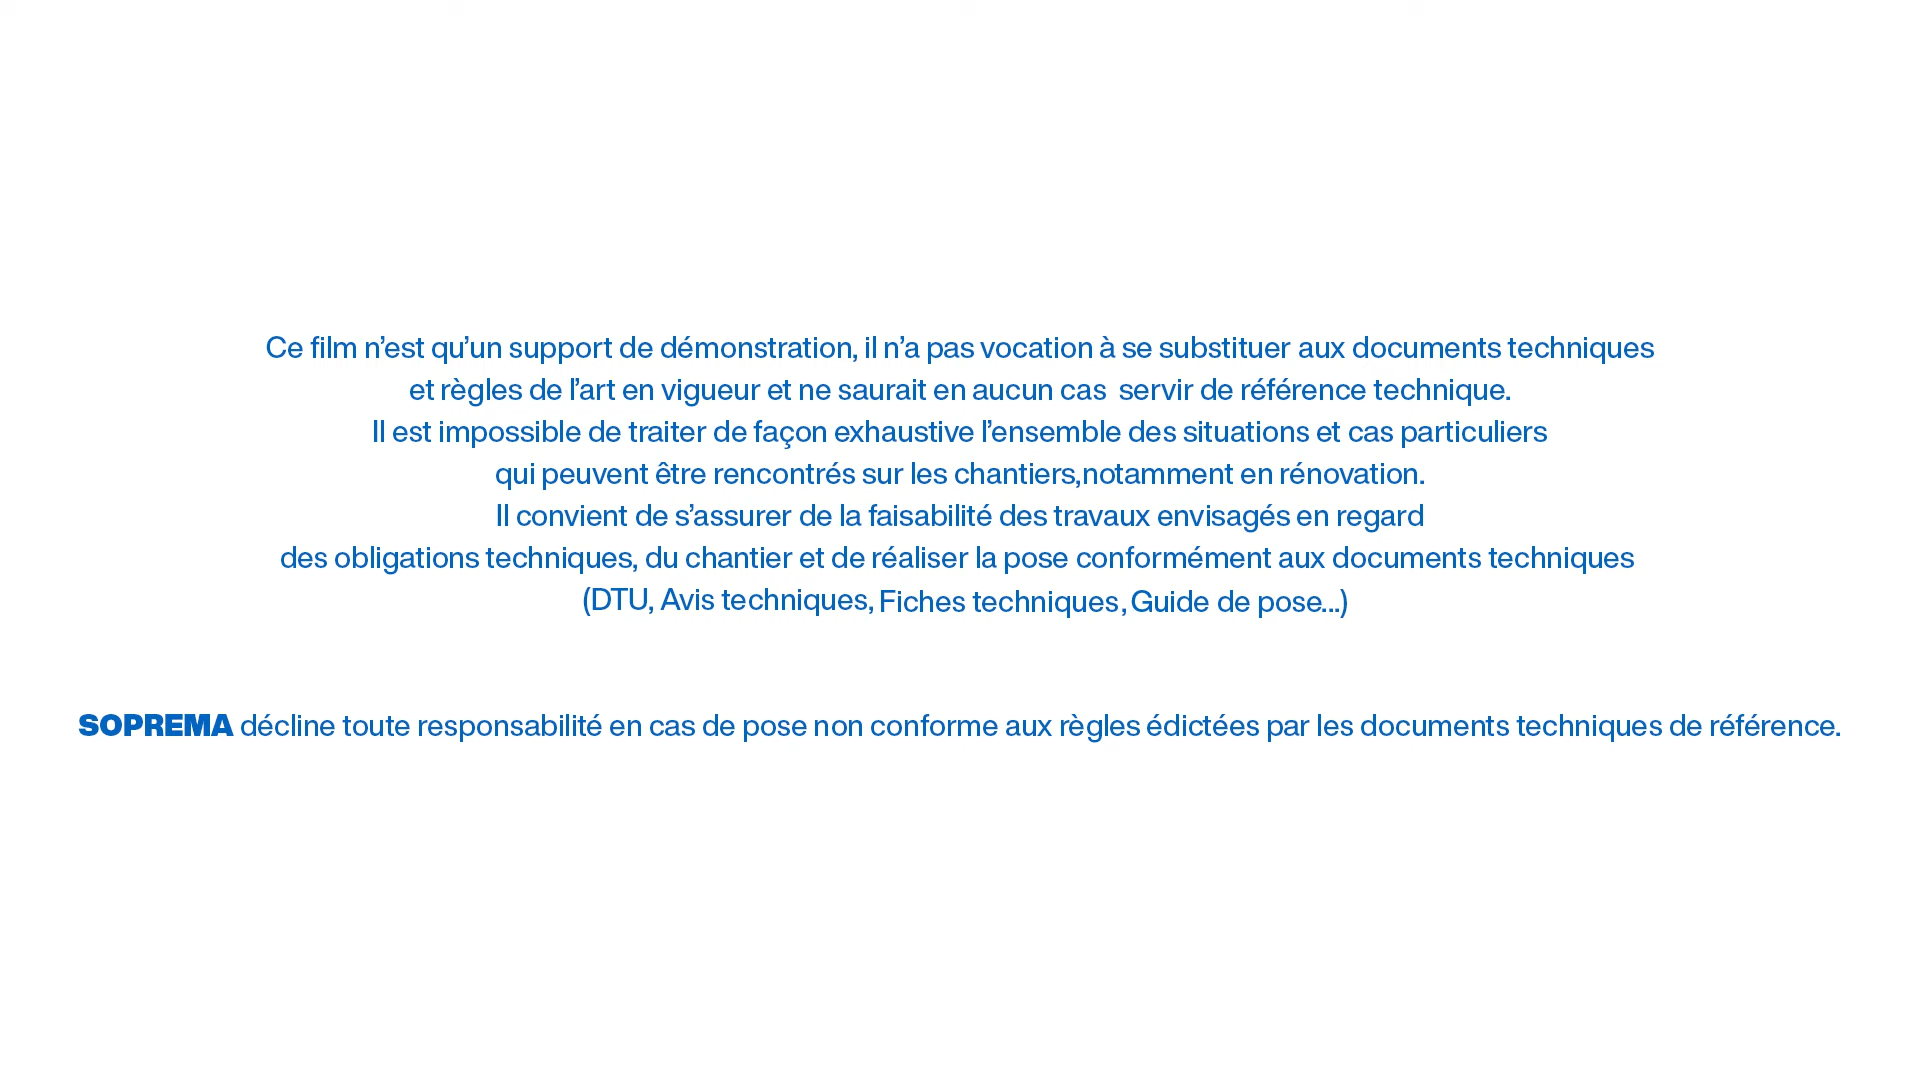 Ce film n’est qu’un support de démonstration, il n’a pas vocation à se substituer aux documents techniques
et règles de l’art en vigueur et ne saurait en aucun cas  servir de référence technique.
Il est impossible de traiter de façon exhaustive l’ensemble des situations et cas particuliers
qui peuvent être rencontrés sur les chantiers,notamment en rénovation.
Il convient de s’assurer de la faisabilité des travaux envisagés en regard
des obligations techniques, du chantier et de réaliser la pose conformément aux documents techniques
(DTU, Avis techniques, Fiches techniques, Guide de pose...)
SOPREMA décline toute responsabilité en cas de pose non conforme aux règles édictées par les documents techniques de référence.